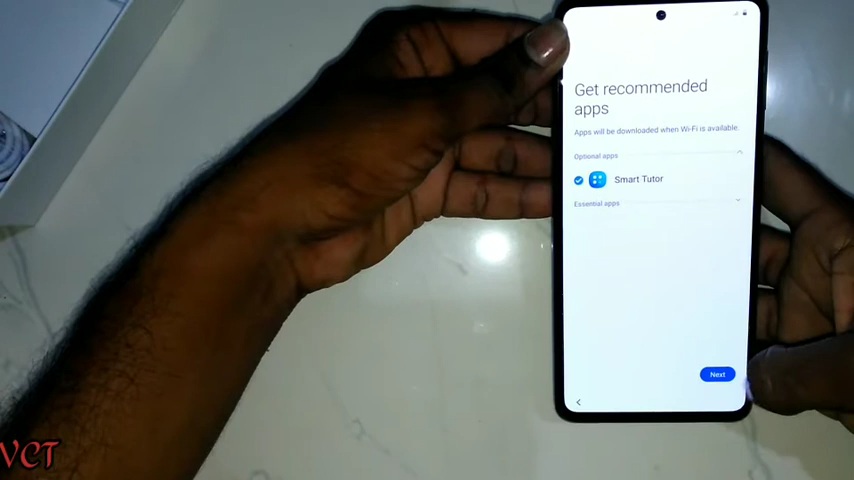 Get recommended
apps
Apps will be downloaded when Wi-Fi is available.
Optional apps
Smart Tutor
Essential apps
Next
VCT